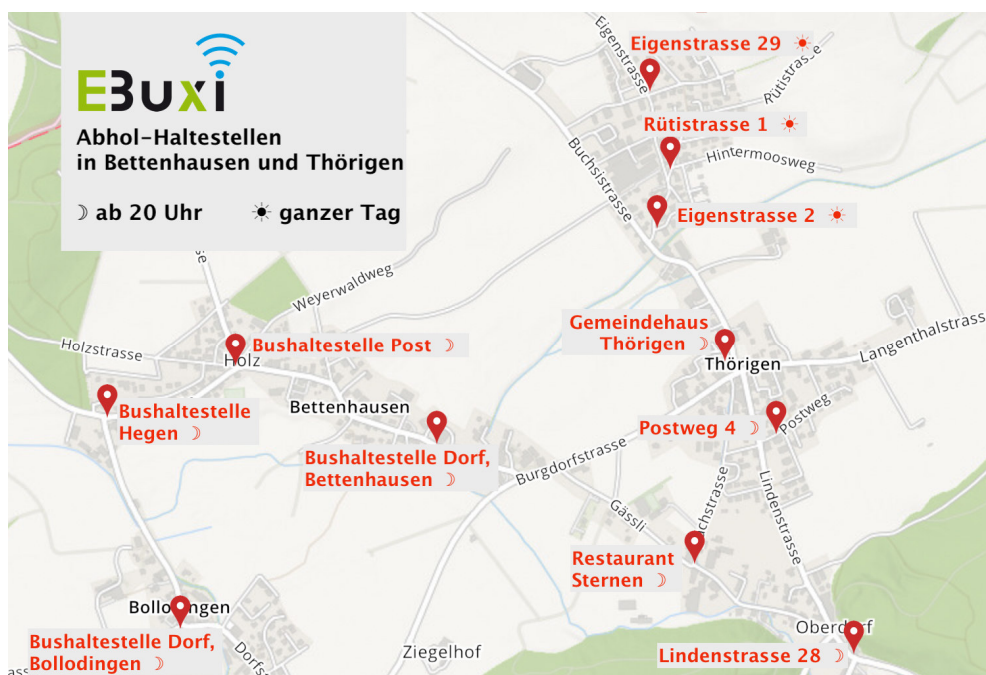 EBuxi
Abhol-Haltestellen
in Bettenhausen und Thörigen
☽ ab 20 Uhr ☀ ganzer Tag
Eigenstrasse 29 ☀
Eigenstrasse
Rütistrasse
Rütistrasse 1 ☀
Hintermoosweg
Buchsistrasse
Eigenstrasse 2 ☀
Weyerwaldweg
Holzstrasse
Bushaltestelle Post ☽
Holz
Gemeindehaus
Thörigen ☽
Thörigen
Langenthalstrass
Bushaltestelle
Hegen ☽
Bettenhausen
Postweg 4 ☽
Postweg
Bushaltestelle Dorf,
Bettenhausen ☽
Burgdorfstrasse
Gässli
Lindenstrasse
Restaurant
Sternen ☽
Bushaltestelle Dorf,
Bollodingen ☽
Ziegelhof
Oberdorf
Lindenstrasse 28 ☽